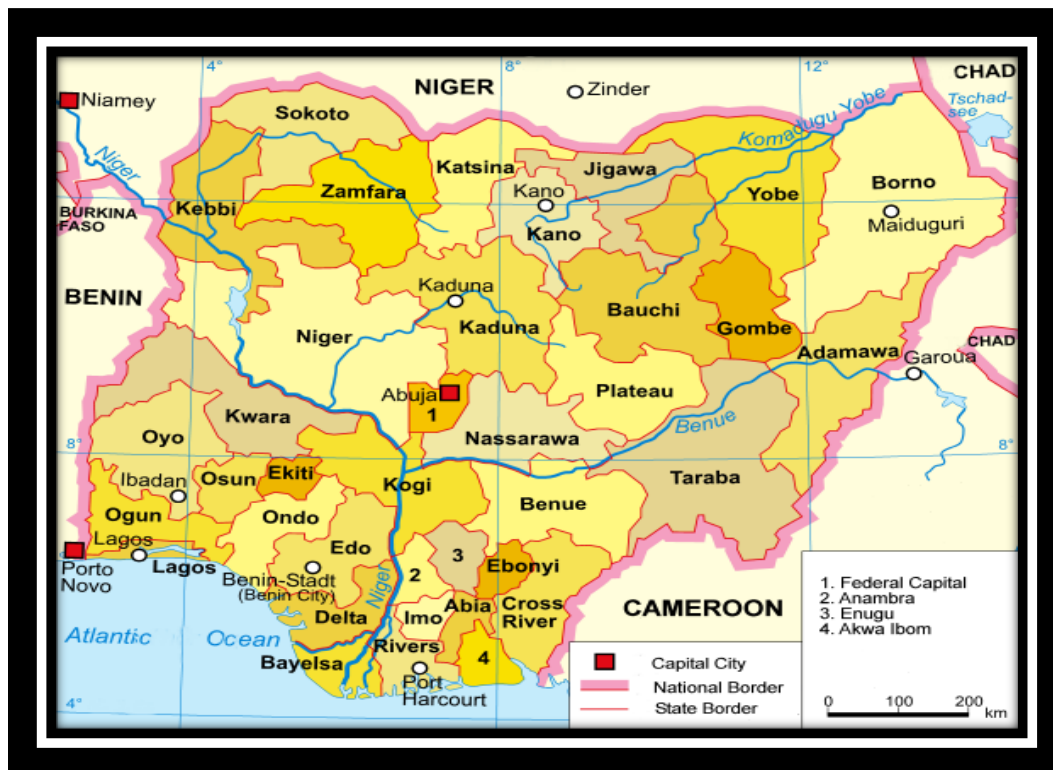 4°
8°
12°
NIGER
Zinder
CHAD
Niamey
Tschad-
see
Sokoto
Komadugu Yobe
Niger
Katsina
Jigawa
Zamfara
Kano
Yobe
Borno
Kebbi
BURKINA
FASO
Maiduguri
Kano
Kaduna
BENIN
Bauchi
Niger
Kaduna
Gombe
Adamawa
CHAD
Garoua
Abuja
Plateau
1
Kwara
Benue
Nassarawa
Oyo
8°
8°
Ibadan
Osun
Ekiti
Kogi
Taraba
Benue
Ogun
Ondo
Lagos
Edo
Lagos
3
Ebonyi
Porto
Novo
Benin-Stadt
(Benin City)
Niger
2
Abia
Cross
River
CAMEROON
Delta
Imo
Atlantic Ocean
Rivers
Bayelsa
4
Port
Harcourt
4°
1. Federal Capital
2. Anambra
3. Enugu
4. Akwa Ibom
Capital City
National Border
State Border
0 100 200
km